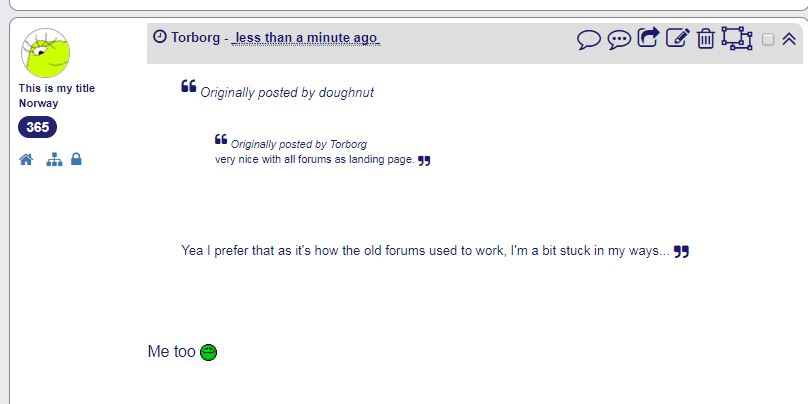 Torborg - less than a minute ago
This is my title
Norway
365
Originally posted by doughnut
Originally posted by Torborg
very nice with all forums as landing page.
Yea I prefer that as it's how the old forums used to work, I'm a bit stuck in my ways...
Me too